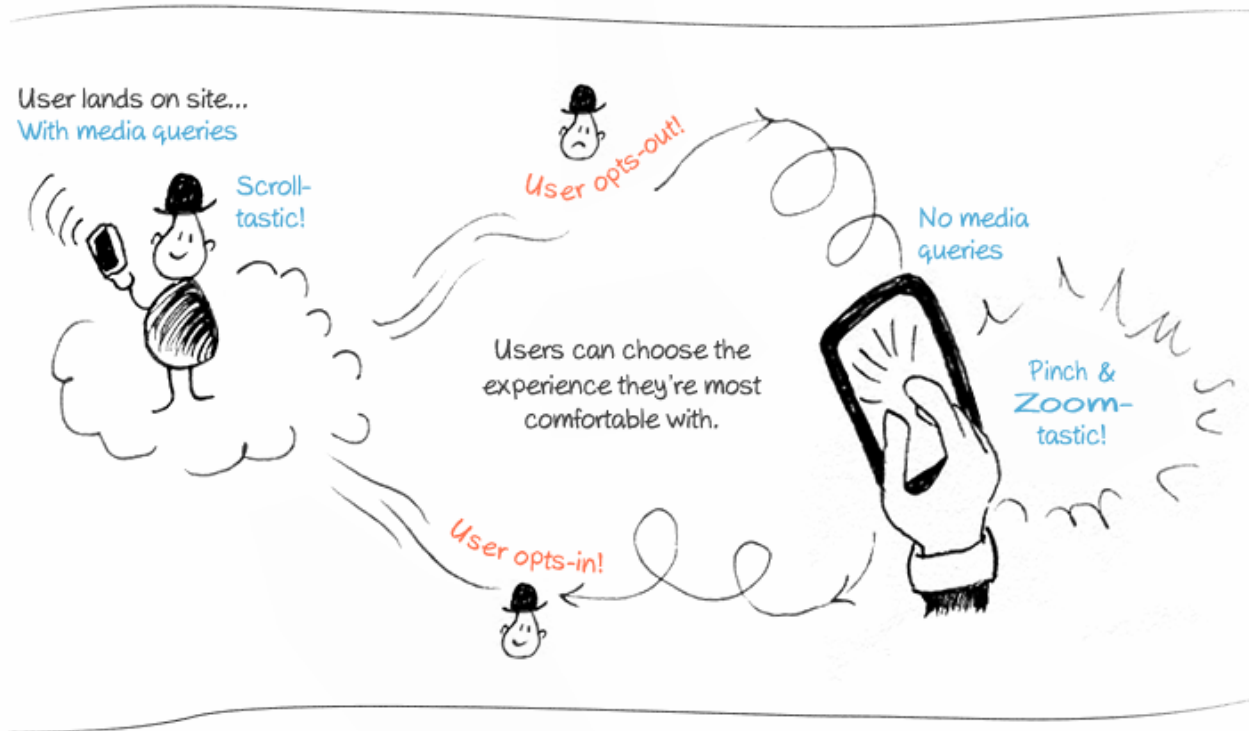 User lands on site...
With media queries
Scroll-
tastic!
User opts-out!
No media
queries
Users can choose the
experience they're most
comfortable with.
Pinch &
Zoom-
tastic!
User opts-in!